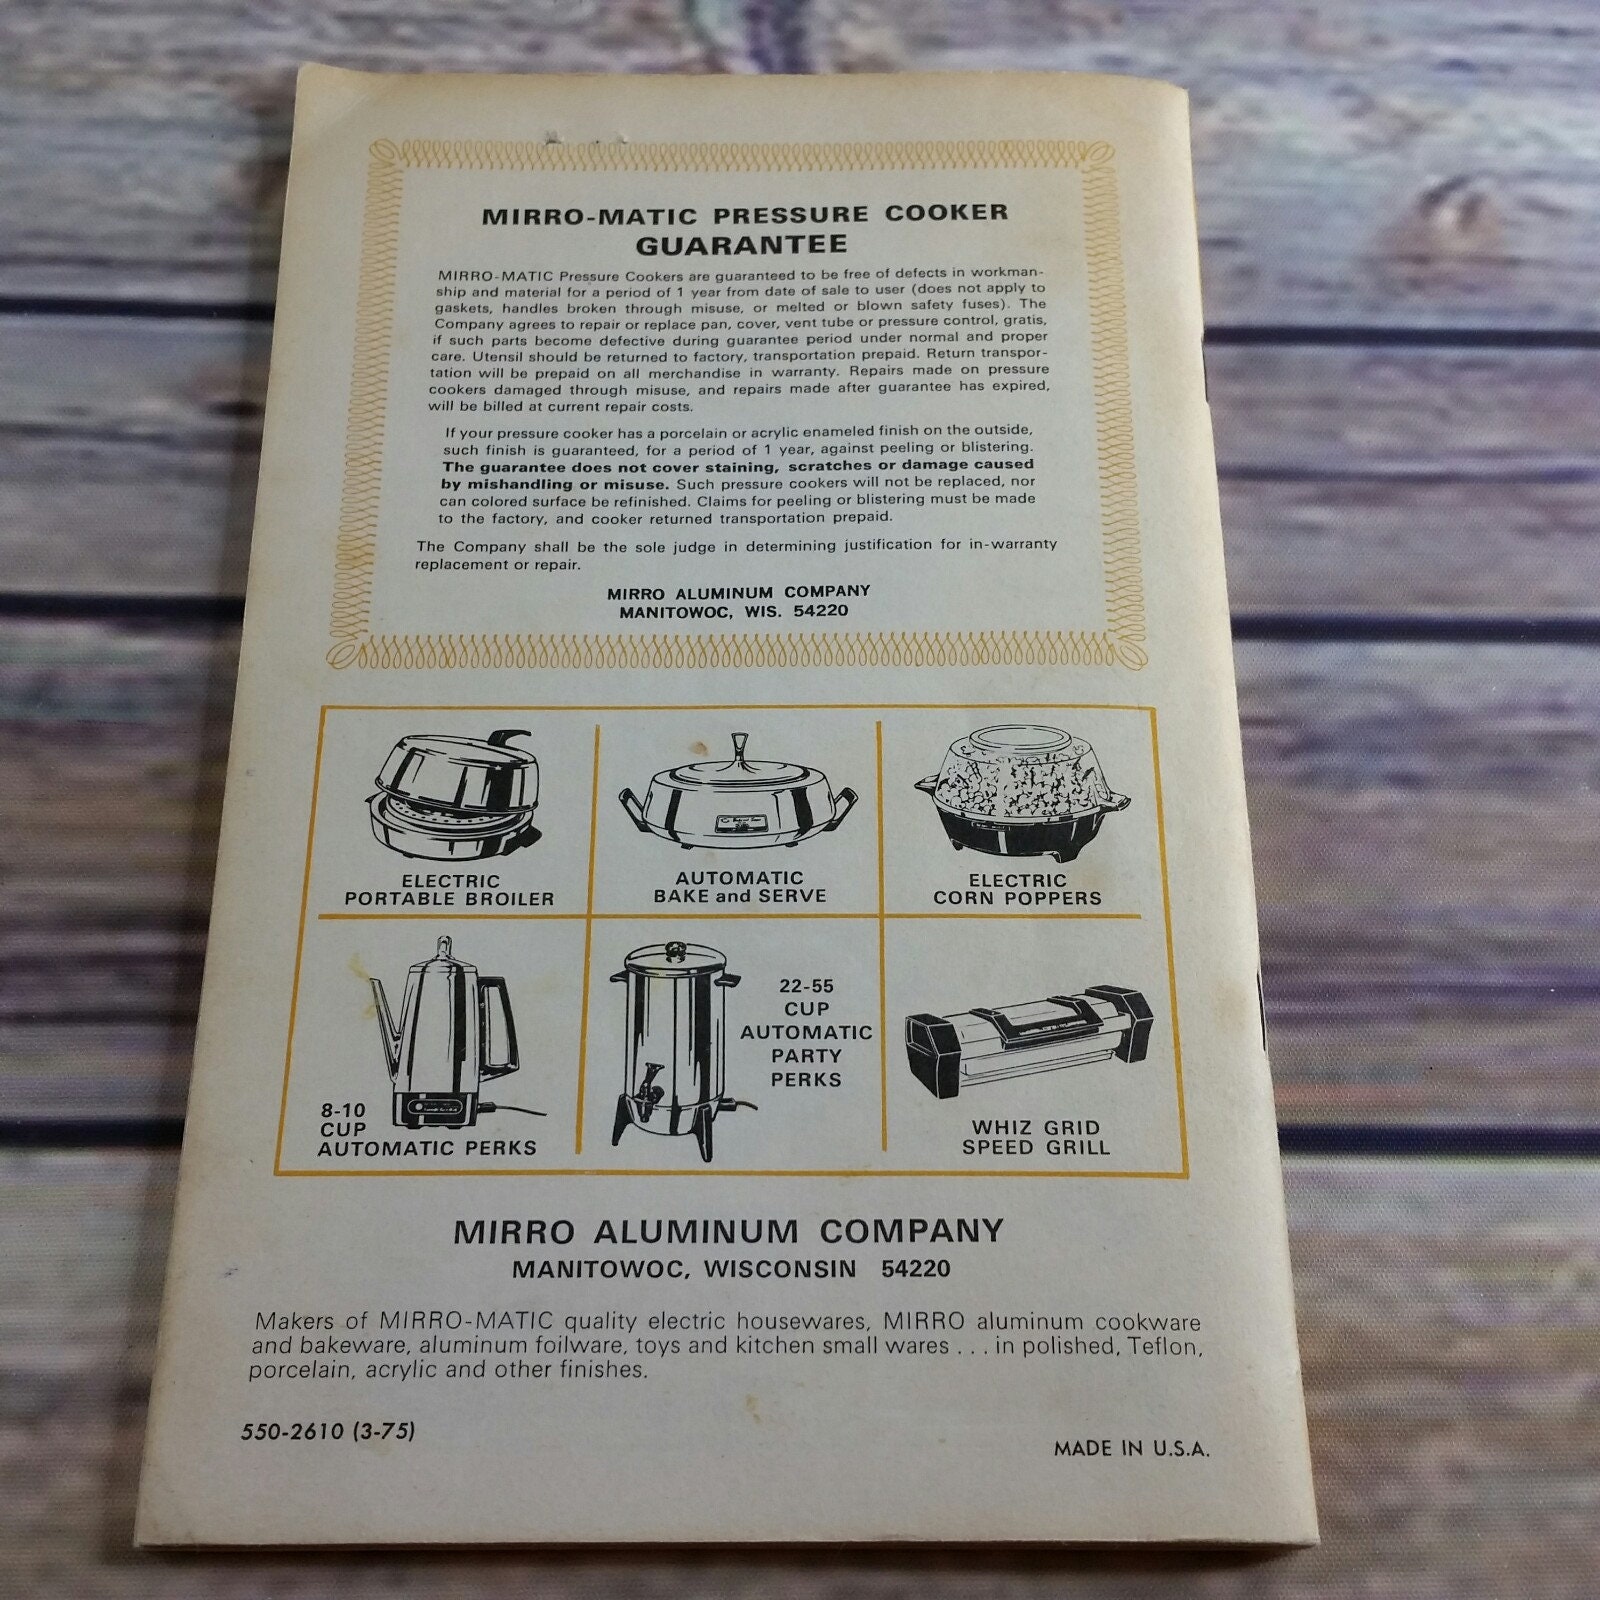 MIRRO-MATIC PRESSURE COOKER
GUARANTEE
MIRRO-MATIC Pressure Cookers are guaranteed to be free of defects in workman-
ship and material for a period of 1 year from date of sale to user (does not apply to
gaskets, handles broken through misuse, or melted or blown safety fuses). The
Company agrees to repair or replace pan, cover, vent tube or pressure control, gratis,
if such parts become defective during guarantee period under normal and proper
care. Utensil should be returned to factory, transportation prepaid. Return transpor-
tation will be prepaid on all merchandise in warranty. Repairs made on pressure
cookers damaged through misuse, and repairs made after guarantee has expired,
will be billed at current repair costs.
If your pressure cooker has a porcelain or acrylic enameled finish on the outside,
such finish is guaranteed, for a period of 1 year, against peeling or blistering.
The guarantee does not cover staining, scratches or damage caused
by mishandling or misuse. Such pressure cookers will not be replaced, nor
can colored surface be refinished. Claims for peeling or blistering must be made
to the factory, and cooker returned transportation prepaid.
The Company shall be the sole judge in determining justification for in-warranty
replacement or repair.
MIRRO ALUMINUM COMPANY
MANITOWOC, WIS. 54220
ELECTRIC
PORTABLE BROILER
AUTOMATIC
BAKE and SERVE
ELECTRIC
CORN POPPERS
8-10
CUP
AUTOMATIC PERKS
22-55
CUP
AUTOMATIC
PARTY
PERKS
WHIZ GRID
SPEED GRILL
MIRRO ALUMINUM COMPANY
MANITOWOC, WISCONSIN 54220
Makers of MIRRO-MATIC quality electric housewares, MIRRO aluminum cookware
and bakeware, aluminum foilware, toys and kitchen small wares . . . in polished, Teflon,
porcelain, acrylic and other finishes.
550-2610 (3-75)
MADE IN U.S.A.